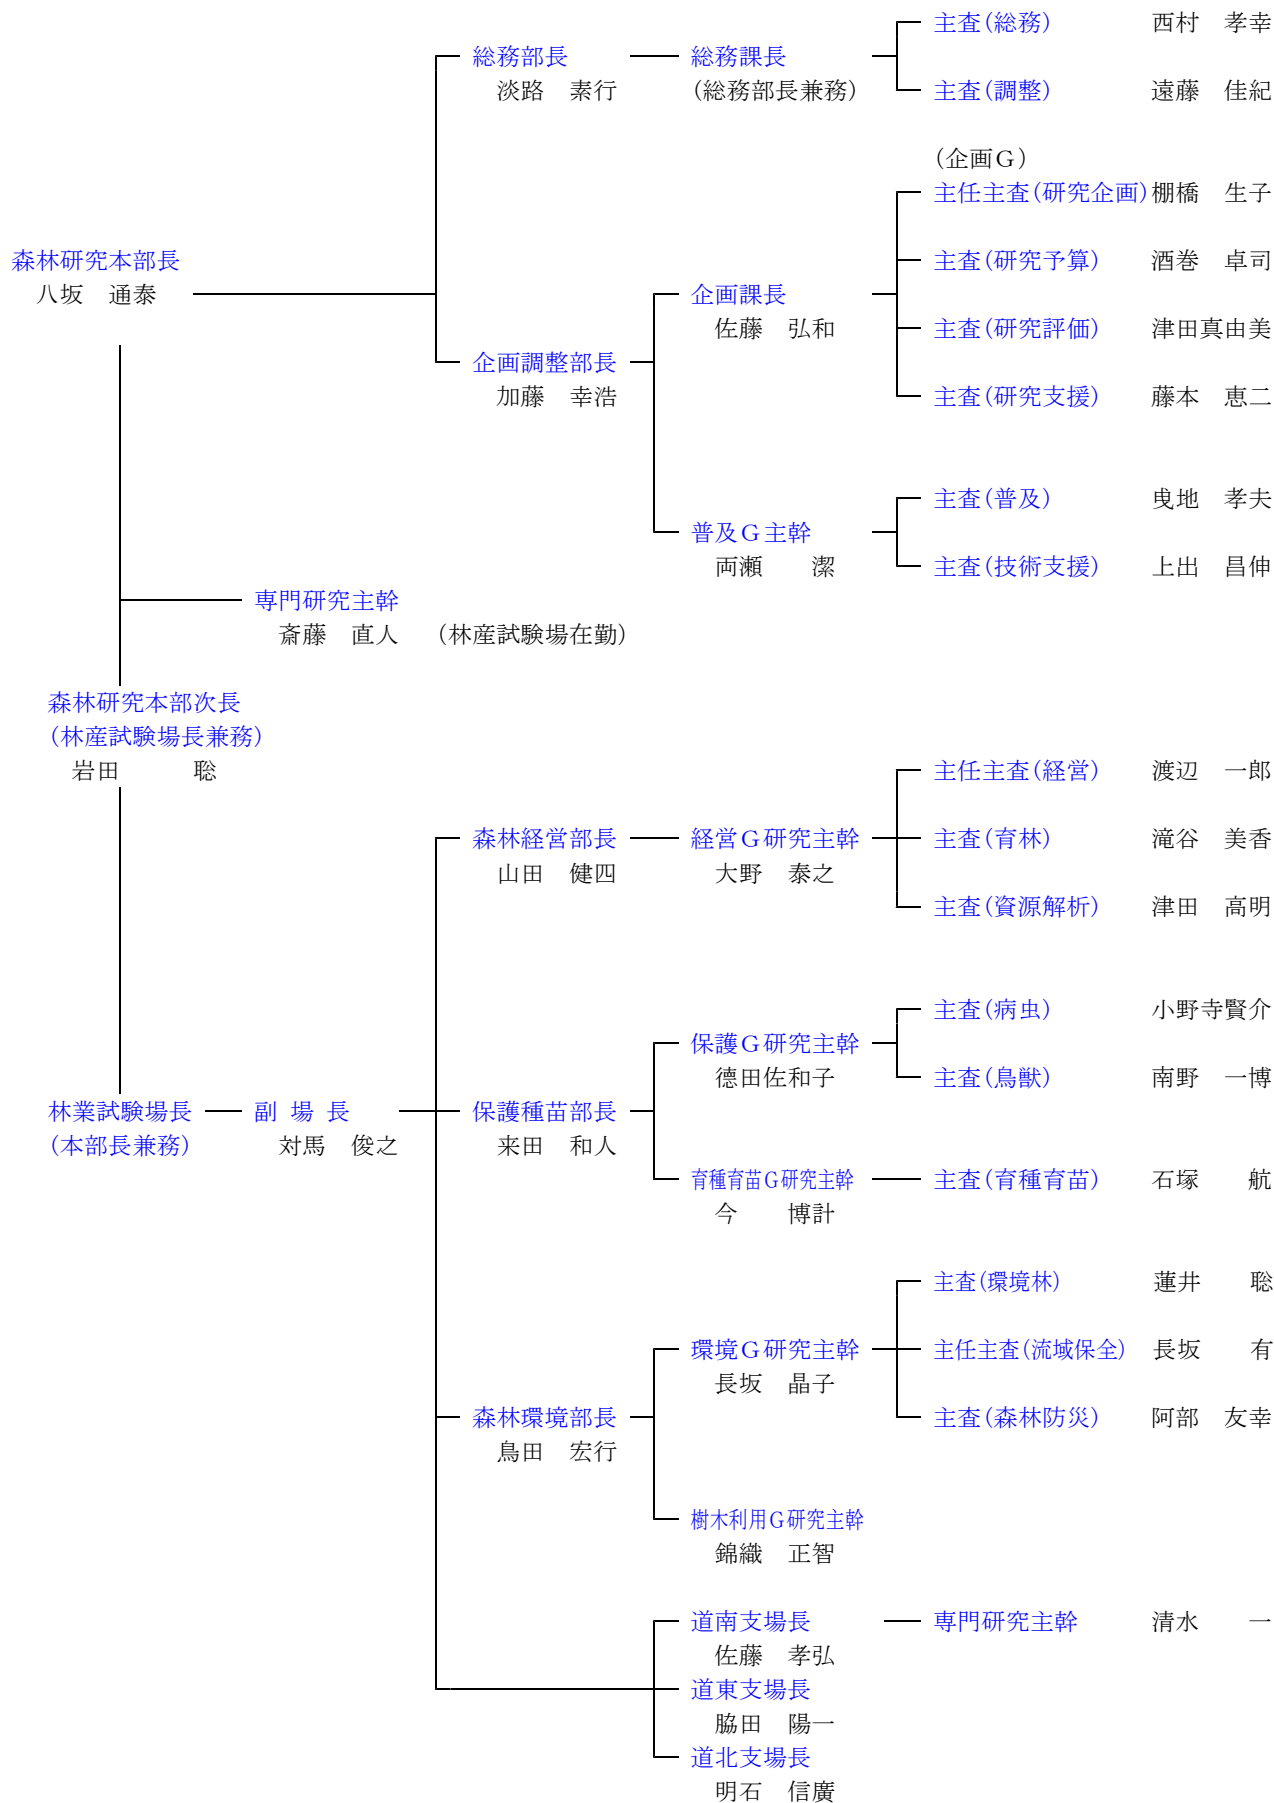 主査(総務)　西村　孝幸
総務部長　総務課長
淡路　素行　(総務部長兼務)
主査(調整)　遠藤　佳紀
(企画Ｇ)
主任主査(研究企画)　棚橋　生子
森林研究本部長　主査(研究予算)　酒巻　卓司
八坂　通泰　企画課長
佐藤　弘和　主査(研究評価)　津田真由美
企画調整部長
加藤　幸浩　主査(研究支援)　藤本　恵二
主査(普及)　曵地　孝夫
普及Ｇ主幹
両瀬　潔　主査(技術支援)　上出　昌伸
専門研究主幹
斎藤　直人　(林産試験場在勤)
森林研究本部次長
(林産試験場長兼務)
岩田　聡　主任主査(経営)　渡辺　一郎
森林経営部長　経営Ｇ研究主幹　主査(育林)　滝谷　美香
山田　健四　大野　泰之
主査(資源解析)　津田　高明
主査(病虫)　小野寺賢介
保護Ｇ研究主幹
德田佐和子　主査(鳥獣)　南野　一博
林業試験場長　副　場　長　保護種苗部長
(本部長兼務)　対馬　俊之　来田　和人
育種育苗Ｇ研究主幹　主査(育種育苗)　石塚　航
今　博計
主査(環境林)　蓮井　聡
環境Ｇ研究主幹　主任主査(流域保全)　長坂　有
長坂　晶子
森林環境部長　主査(森林防災)　阿部　友幸
鳥田　宏行
樹木利用Ｇ研究主幹
錦織　正智
道南支場長　専門研究主幹　清水　一
佐藤　孝弘
道東支場長
脇田　陽一
道北支場長
明石　信廣